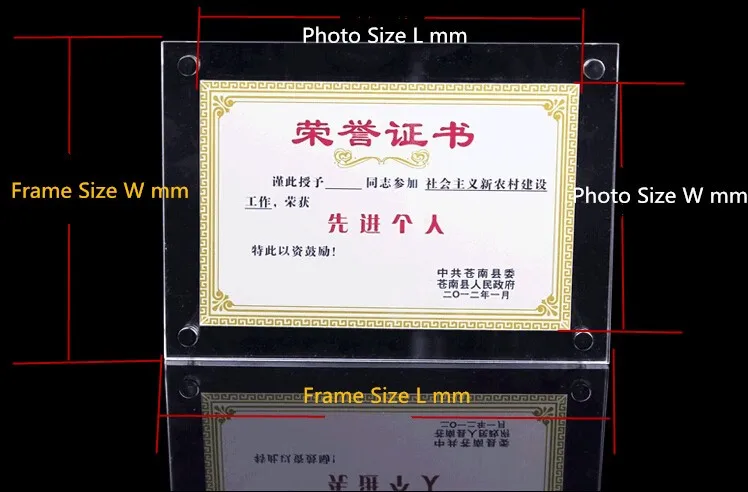 Photo Size L mm
荣誉证书
谨此授予_____同志参加 社会主义新农村建设
工作，荣获
先进个人
特此以资鼓励！
中共苍南县委
苍南县人民政府
二○一二年一月
Frame Size W mm
Photo Size W mm
Frame Size L mm